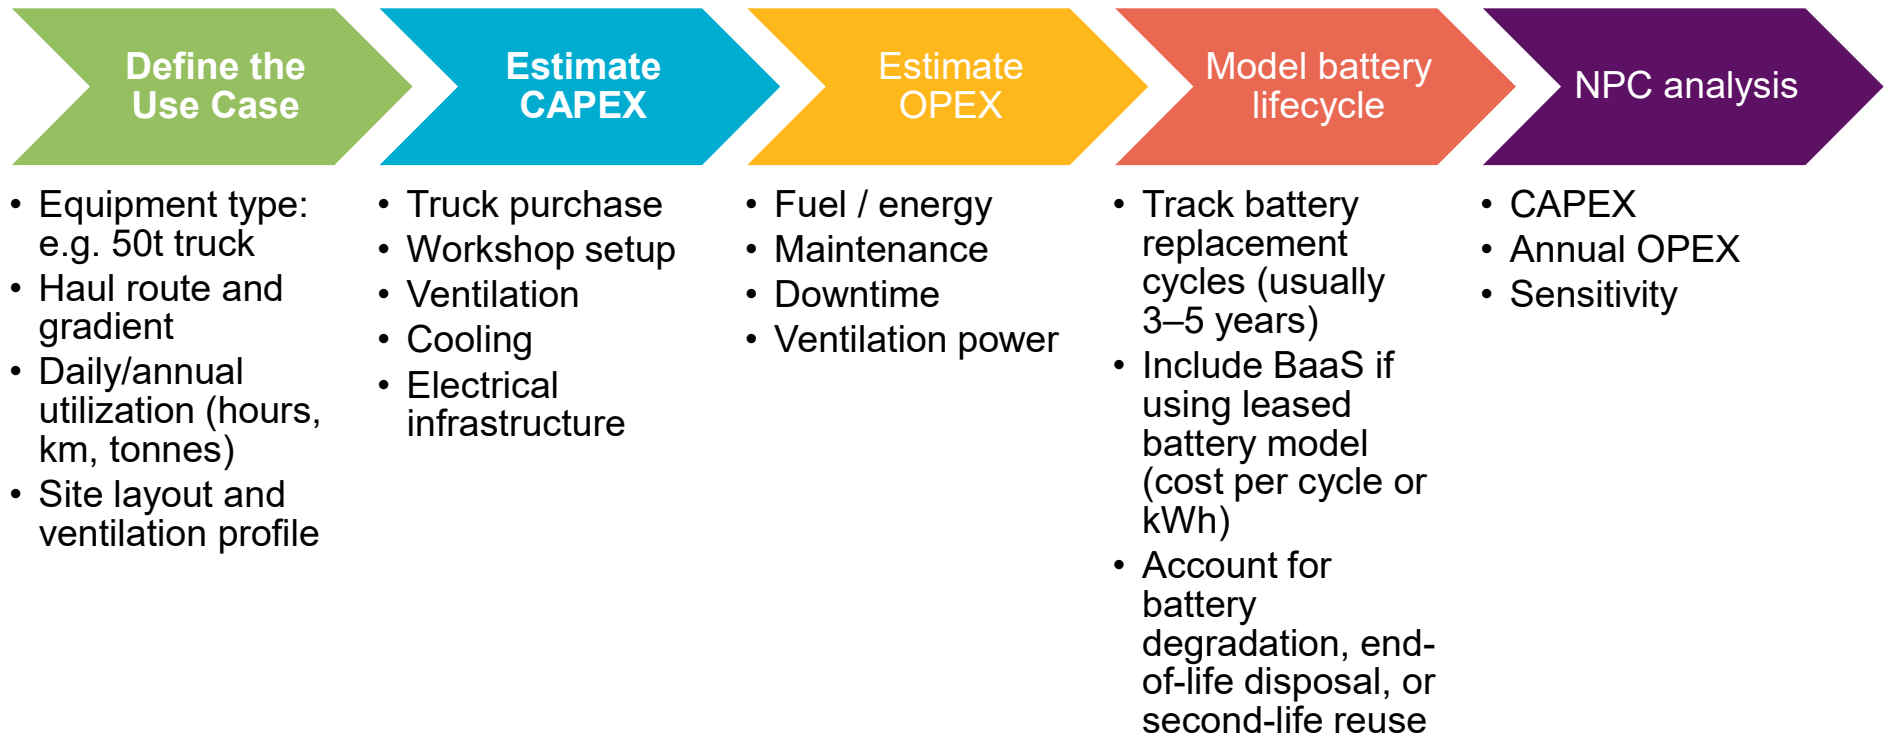 Define the
Use Case
Estimate
CAPEX
Estimate
OPEX
Model battery
lifecycle
NPC analysis
• Equipment type:
e.g. 50t truck
• Haul route and
gradient
• Daily/annual
utilization (hours,
km, tonnes)
• Site layout and
ventilation profile
• Truck purchase
• Workshop setup
• Ventilation
• Cooling
• Electrical
infrastructure
• Fuel / energy
• Maintenance
• Downtime
• Ventilation power
• Track battery
replacement
cycles (usually
3–5 years)
• Include BaaS if
using leased
battery model
(cost per cycle or
kWh)
• Account for
battery
degradation, end-
of-life disposal, or
second-life reuse
• CAPEX
• Annual OPEX
• Sensitivity